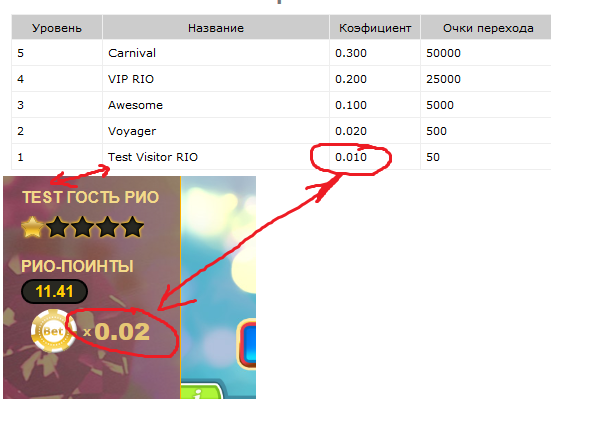 Уровень Название Коэфициент Очки перехода
5 Carnival 0.300 50000
4 VIP RIO 0.200 25000
3 Awesome 0.100 5000
2 Voyager 0.020 500
1 Test Visitor RIO 0.010 50
TEST ГОСТЬ РИО
РИО-ПОИНТЫ
11.41
Bet x 0.02
i